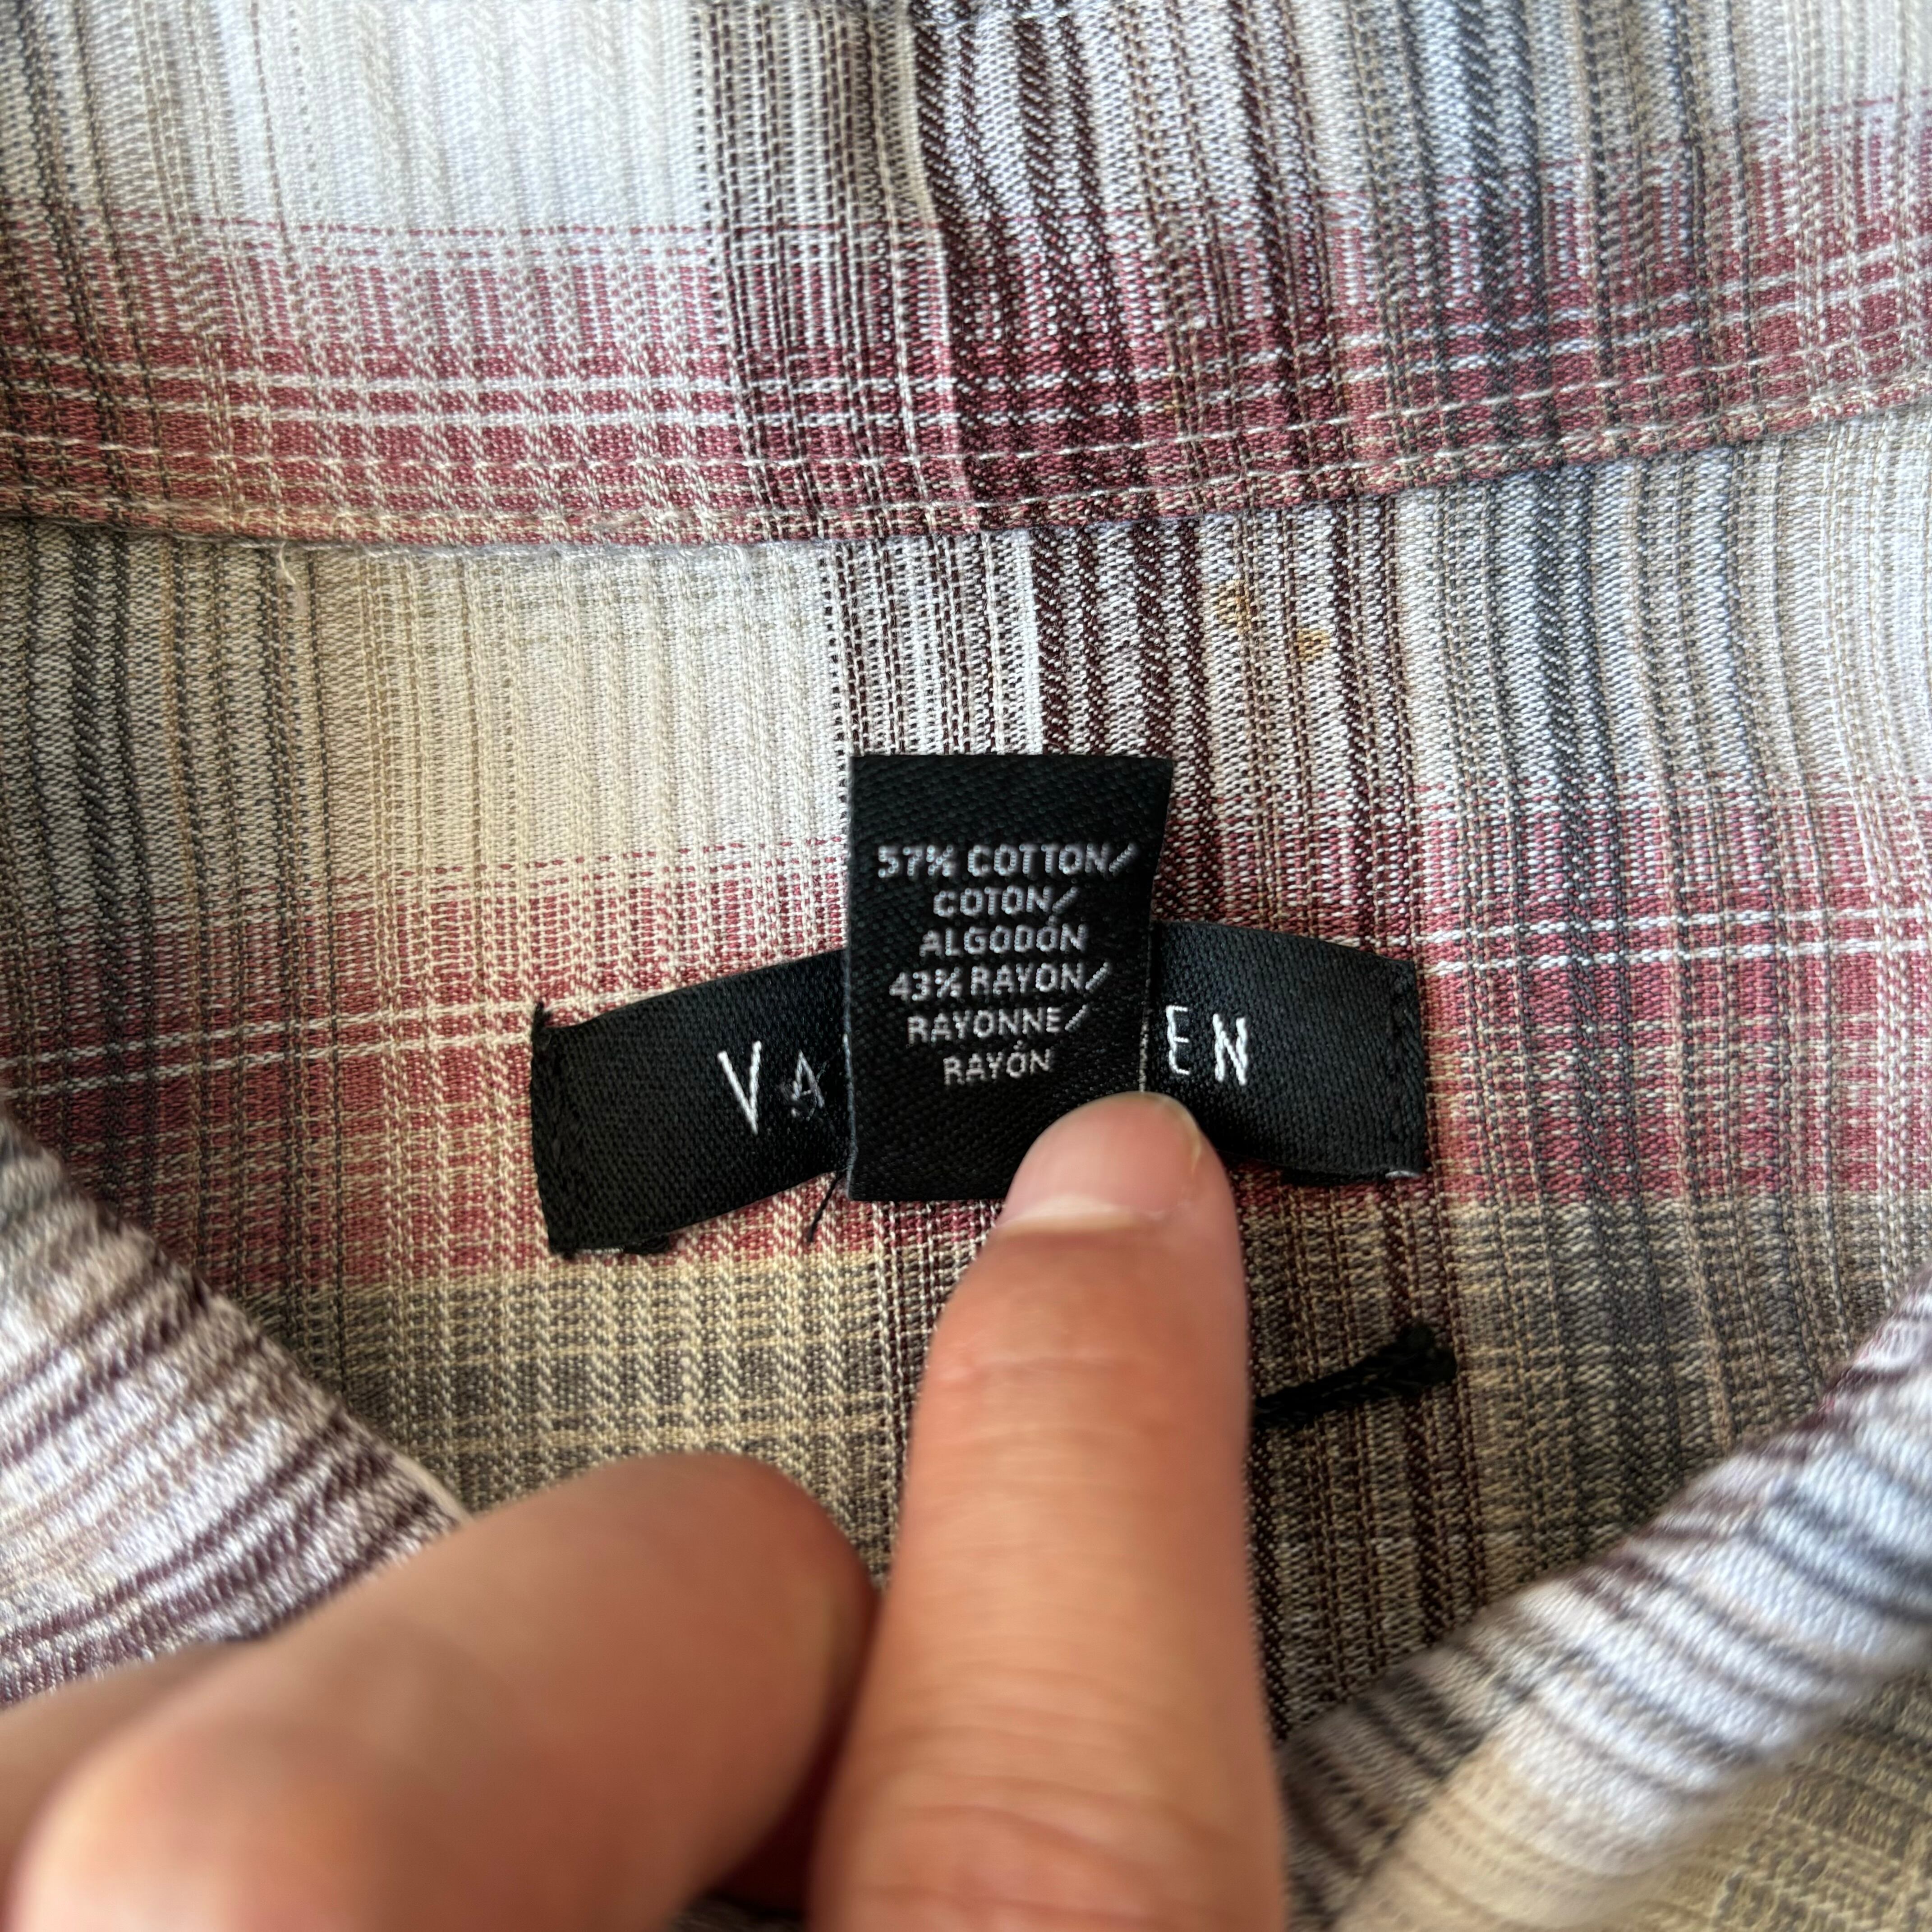 57% COTTON/
COTON/
ALGODÓN
43% RAYON/
RAYONNE/
RAYÓN
VA EN